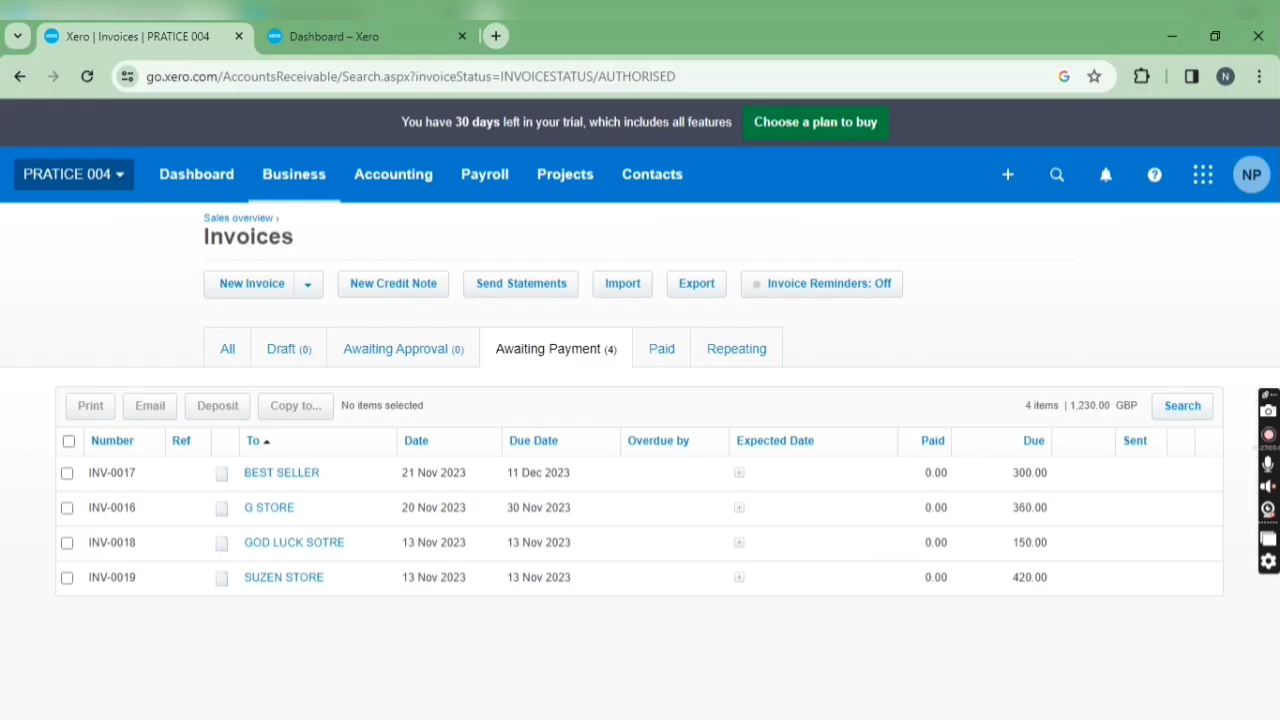 Xero | Invoices | PRATICE 004
Dashboard – Xero
go.xero.com/AccountsReceivable/Search.aspx?invoiceStatus=INVOICESTATUS/AUTHORISED
G
N
You have 30 days left in your trial, which includes all features
Choose a plan to buy
PRATICE 004
Dashboard
Business
Accounting
Payroll
Projects
Contacts
NP
Sales overview ›
Invoices
New Invoice
New Credit Note
Send Statements
Import
Export
Invoice Reminders: Off
All
Draft (0)
Awaiting Approval (0)
Awaiting Payment (4)
Paid
Repeating
Print
Email
Deposit
Copy to...
No items selected
4 items | 1,230.00 GBP
Search
Number Ref To Date Due Date Overdue by Expected Date Paid Due Sent
INV-0017 BEST SELLER 21 Nov 2023 11 Dec 2023 0.00 300.00
INV-0016 G STORE 20 Nov 2023 30 Nov 2023 0.00 360.00
INV-0018 GOD LUCK SOTRE 13 Nov 2023 13 Nov 2023 0.00 150.00
INV-0019 SUZEN STORE 13 Nov 2023 13 Nov 2023 0.00 420.00